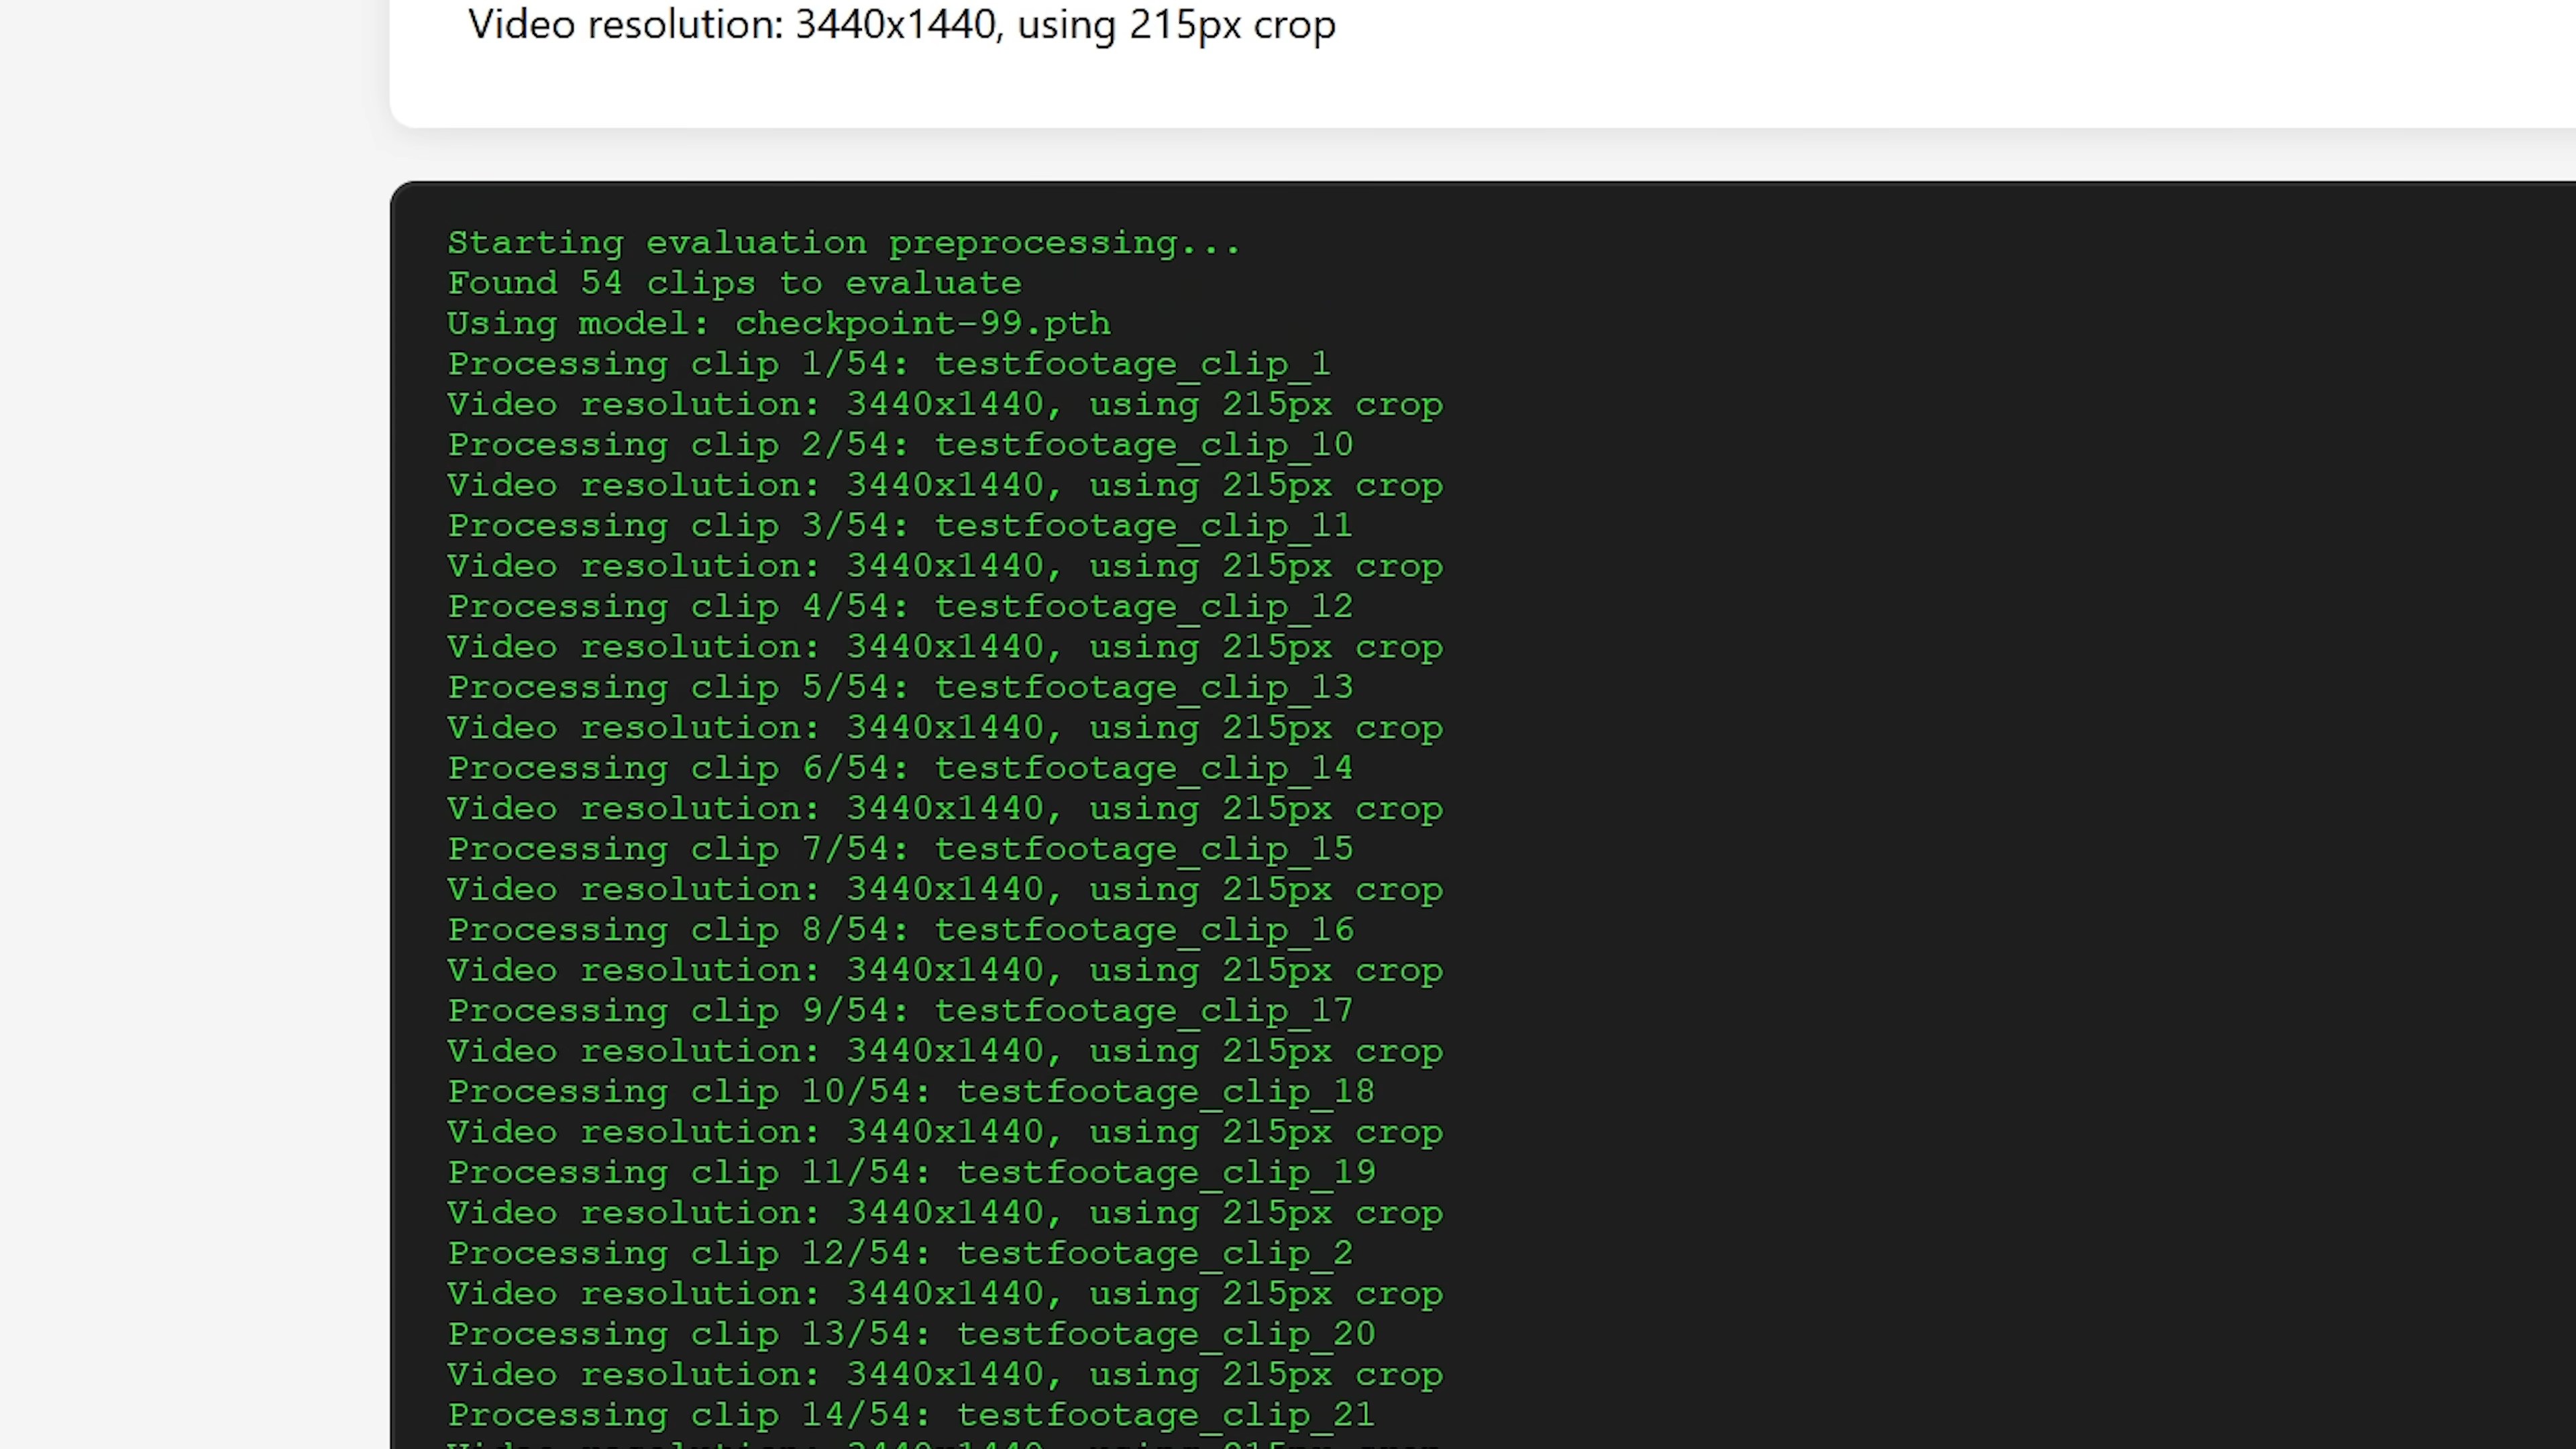 Video resolution: 3440x1440, using 215px crop
Starting evaluation preprocessing...
Found 54 clips to evaluate
Using model: checkpoint-99.pth
Processing clip 1/54: testfootage_clip_1
Video resolution: 3440x1440, using 215px crop
Processing clip 2/54: testfootage_clip_10
Video resolution: 3440x1440, using 215px crop
Processing clip 3/54: testfootage_clip_11
Video resolution: 3440x1440, using 215px crop
Processing clip 4/54: testfootage_clip_12
Video resolution: 3440x1440, using 215px crop
Processing clip 5/54: testfootage_clip_13
Video resolution: 3440x1440, using 215px crop
Processing clip 6/54: testfootage_clip_14
Video resolution: 3440x1440, using 215px crop
Processing clip 7/54: testfootage_clip_15
Video resolution: 3440x1440, using 215px crop
Processing clip 8/54: testfootage_clip_16
Video resolution: 3440x1440, using 215px crop
Processing clip 9/54: testfootage_clip_17
Video resolution: 3440x1440, using 215px crop
Processing clip 10/54: testfootage_clip_18
Video resolution: 3440x1440, using 215px crop
Processing clip 11/54: testfootage_clip_19
Video resolution: 3440x1440, using 215px crop
Processing clip 12/54: testfootage_clip_2
Video resolution: 3440x1440, using 215px crop
Processing clip 13/54: testfootage_clip_20
Video resolution: 3440x1440, using 215px crop
Processing clip 14/54: testfootage_clip_21